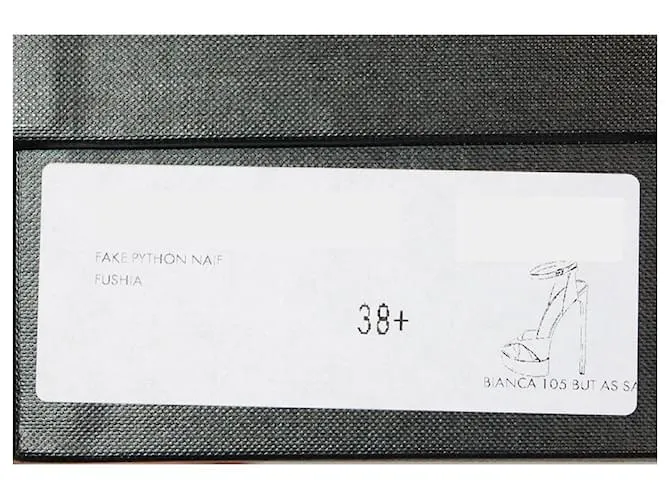 FAKE PYTHON NAIF
FUSHIA
38+
BIANCA 105 BUT AS SA